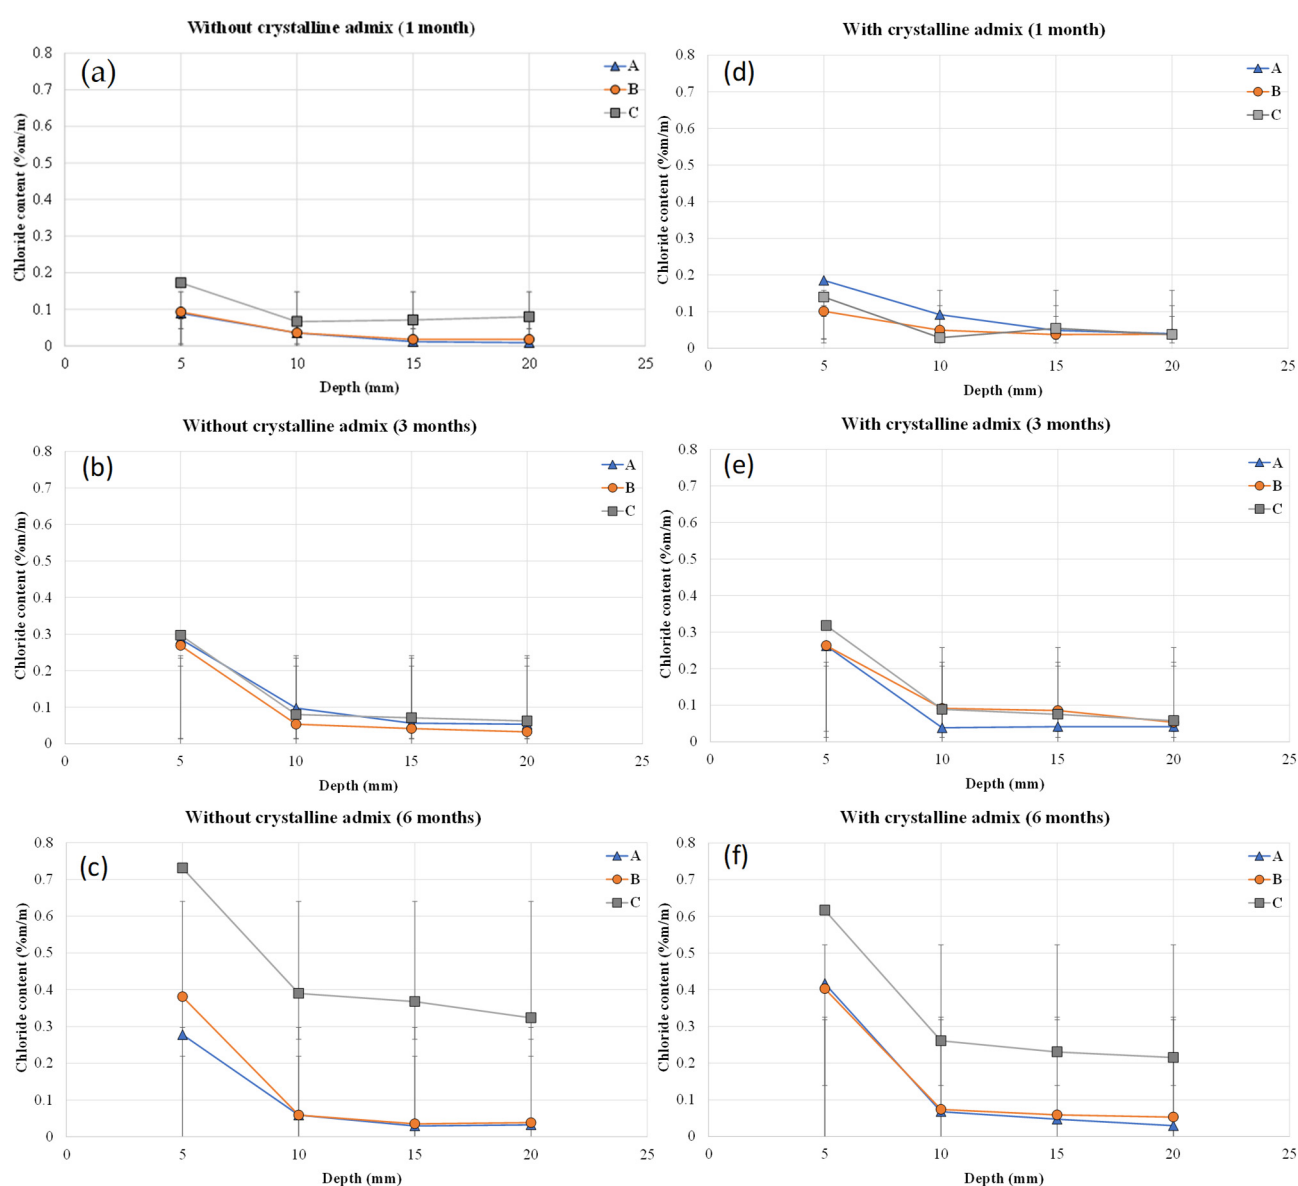 Without crystalline admix (1 month)
(a)
A
B
C
Chloride content (%m/m)
0.8
0.7
0.6
0.5
0.4
0.3
0.2
0.1
0
0 5 10 15 20 25
Depth (mm)
With crystalline admix (1 month)
(d)
A
B
C
Chloride content (%m/m)
0.8
0.7
0.6
0.5
0.4
0.3
0.2
0.1
0
0 5 10 15 20 25
Depth (mm)
Without crystalline admix (3 months)
(b)
A
B
C
Chloride content (%m/m)
0.8
0.7
0.6
0.5
0.4
0.3
0.2
0.1
0
0 5 10 15 20 25
Depth (mm)
With crystalline admix (3 months)
(e)
A
B
C
Chloride content (%m/m)
0.8
0.7
0.6
0.5
0.4
0.3
0.2
0.1
0
0 5 10 15 20 25
Depth (mm)
Without crystalline admix (6 months)
(c)
A
B
C
Chloride content (%m/m)
0.8
0.7
0.6
0.5
0.4
0.3
0.2
0.1
0
0 5 10 15 20 25
Depth (mm)
With crystalline admix (6 months)
(f)
A
B
C
Chloride content (%m/m)
0.8
0.7
0.6
0.5
0.4
0.3
0.2
0.1
0
0 5 10 15 20 25
Depth (mm)